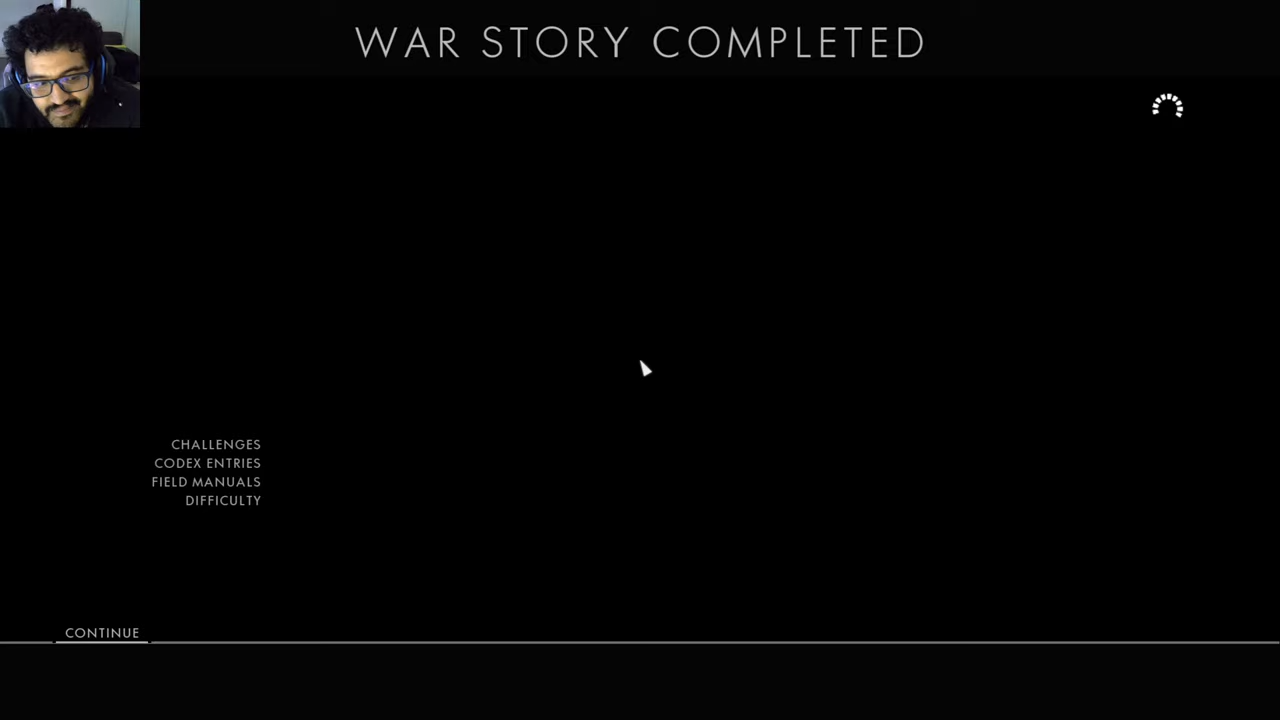 WAR STORY COMPLETED
CHALLENGES
CODEX ENTRIES
FIELD MANUALS
DIFFICULTY
CONTINUE